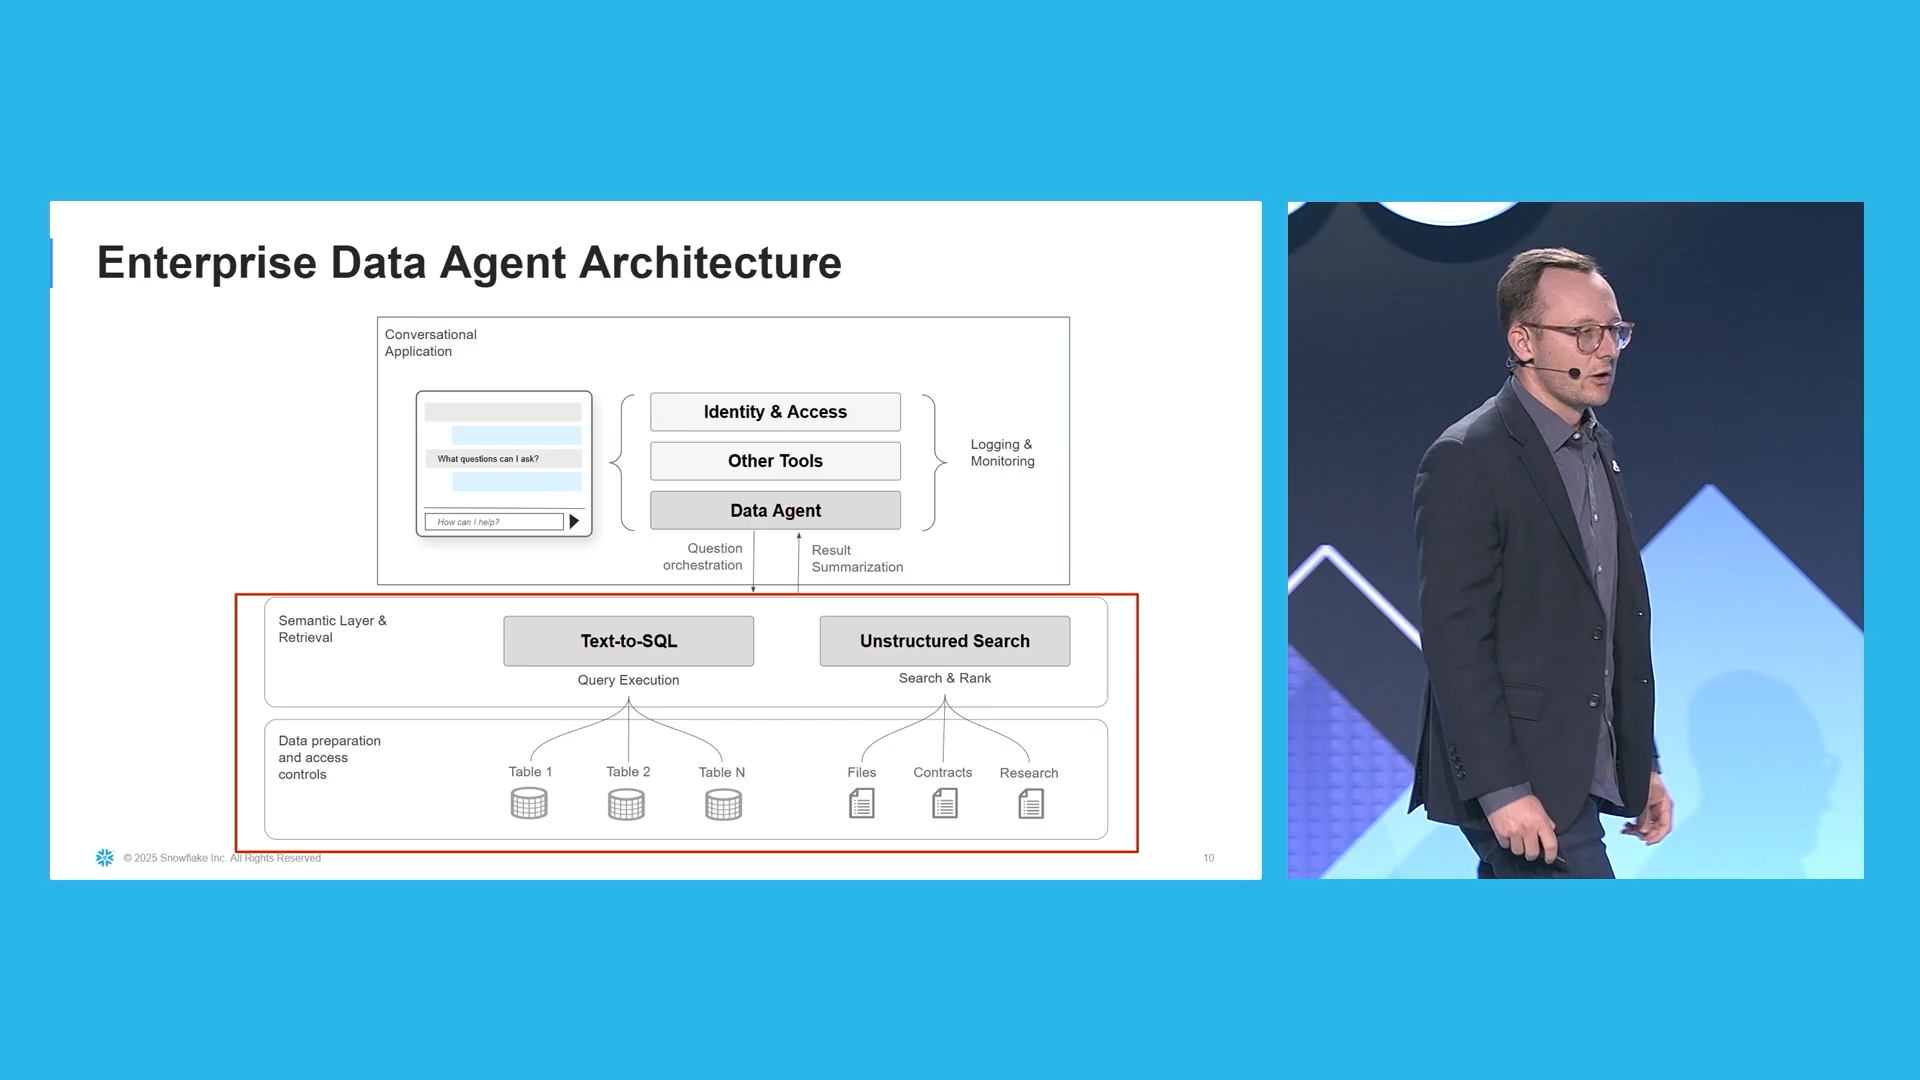 Enterprise Data Agent Architecture
Conversational
Application
What questions can I ask?
How can I help?
Identity & Access
Other Tools
Data Agent
Logging &
Monitoring
Question
orchestration
Result
Summarization
Semantic Layer &
Retrieval
Text-to-SQL
Query Execution
Unstructured Search
Search & Rank
Data preparation
and access
controls
Table 1
Table 2
Table N
Files
Contracts
Research
© 2025 Snowflake Inc. All Rights Reserved
10